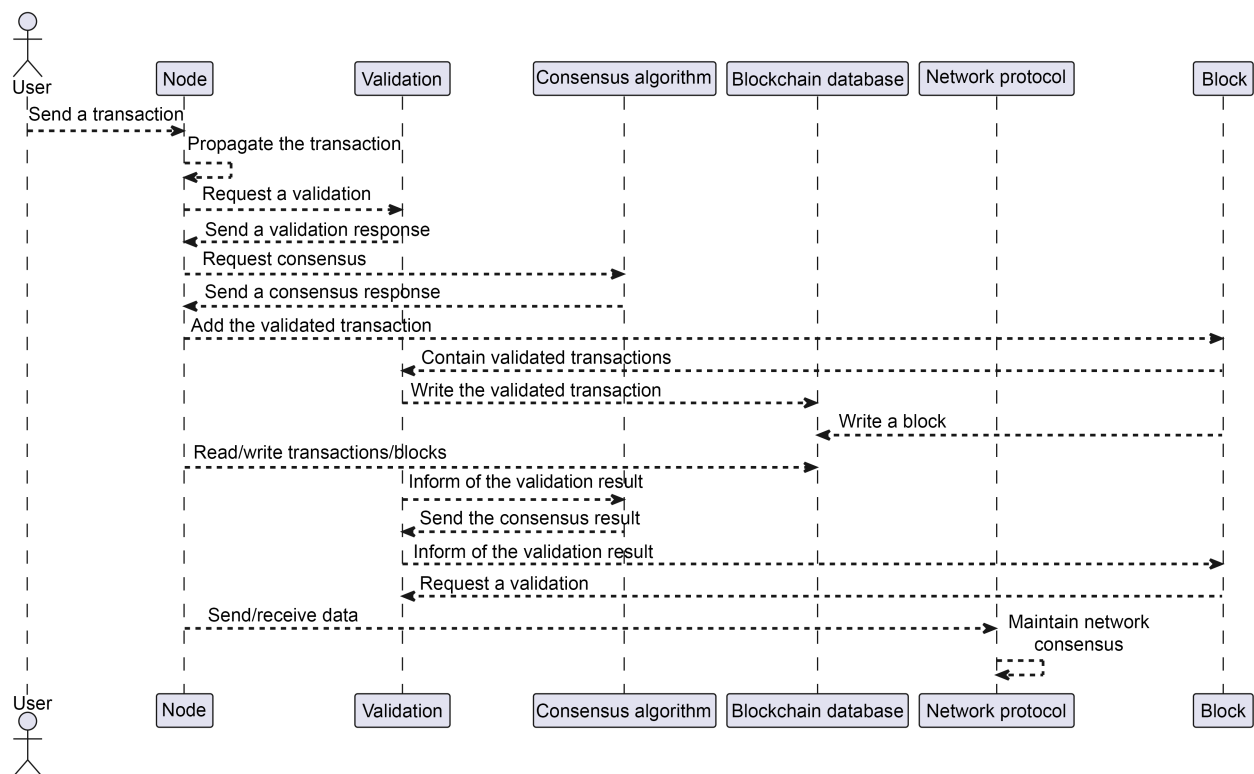 User
Node
Validation
Consensus algorithm
Blockchain database
Network protocol
Block
Send a transaction
Propagate the transaction
Request a validation
Send a validation response
Request consensus
Send a consensus response
Add the validated transaction
Contain validated transactions
Write the validated transaction
Write a block
Read/write transactions/blocks
Inform of the validation result
Send the consensus result
Inform of the validation result
Request a validation
Send/receive data
Maintain network
consensus
User
Node
Validation
Consensus algorithm
Blockchain database
Network protocol
Block